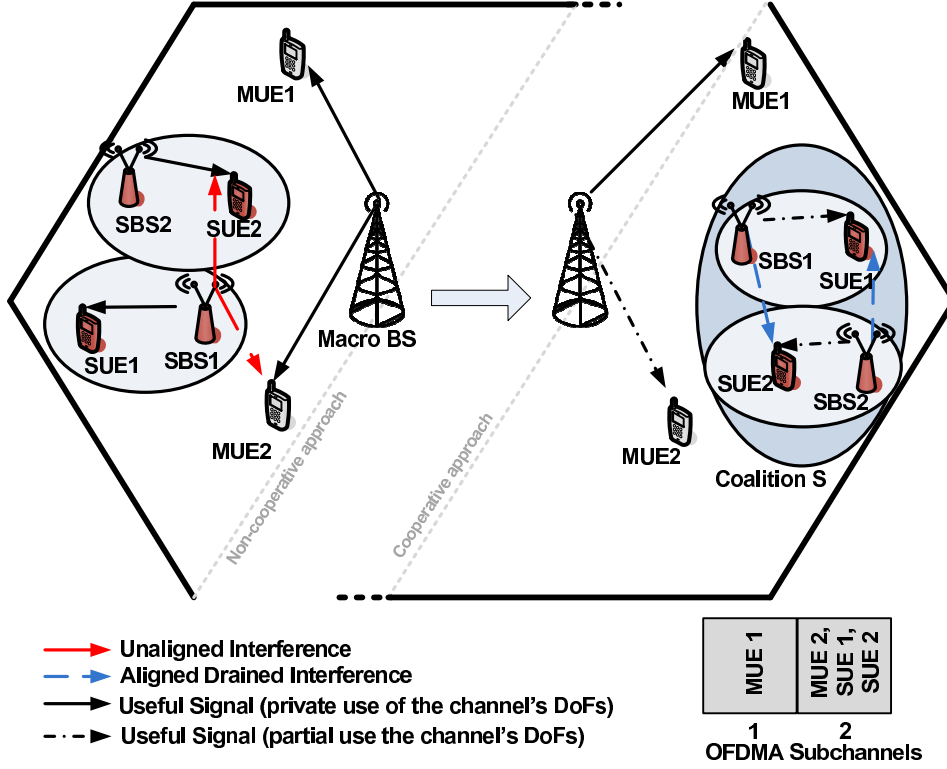 MUE1
MUE1
SBS2
SUE2
SBS1
SUE1
SUE1
SBS1
Macro BS
SUE2
SBS2
MUE2
MUE2
Coalition S
Non-cooperative approach
Cooperative approach
Unaligned Interference
Aligned Drained Interference
Useful Signal (private use of the channel's DoFs)
Useful Signal (partial use the channel's DoFs)
MUE 1
MUE 2,
SUE 1,
SUE 2
1 2
OFDMA Subchannels